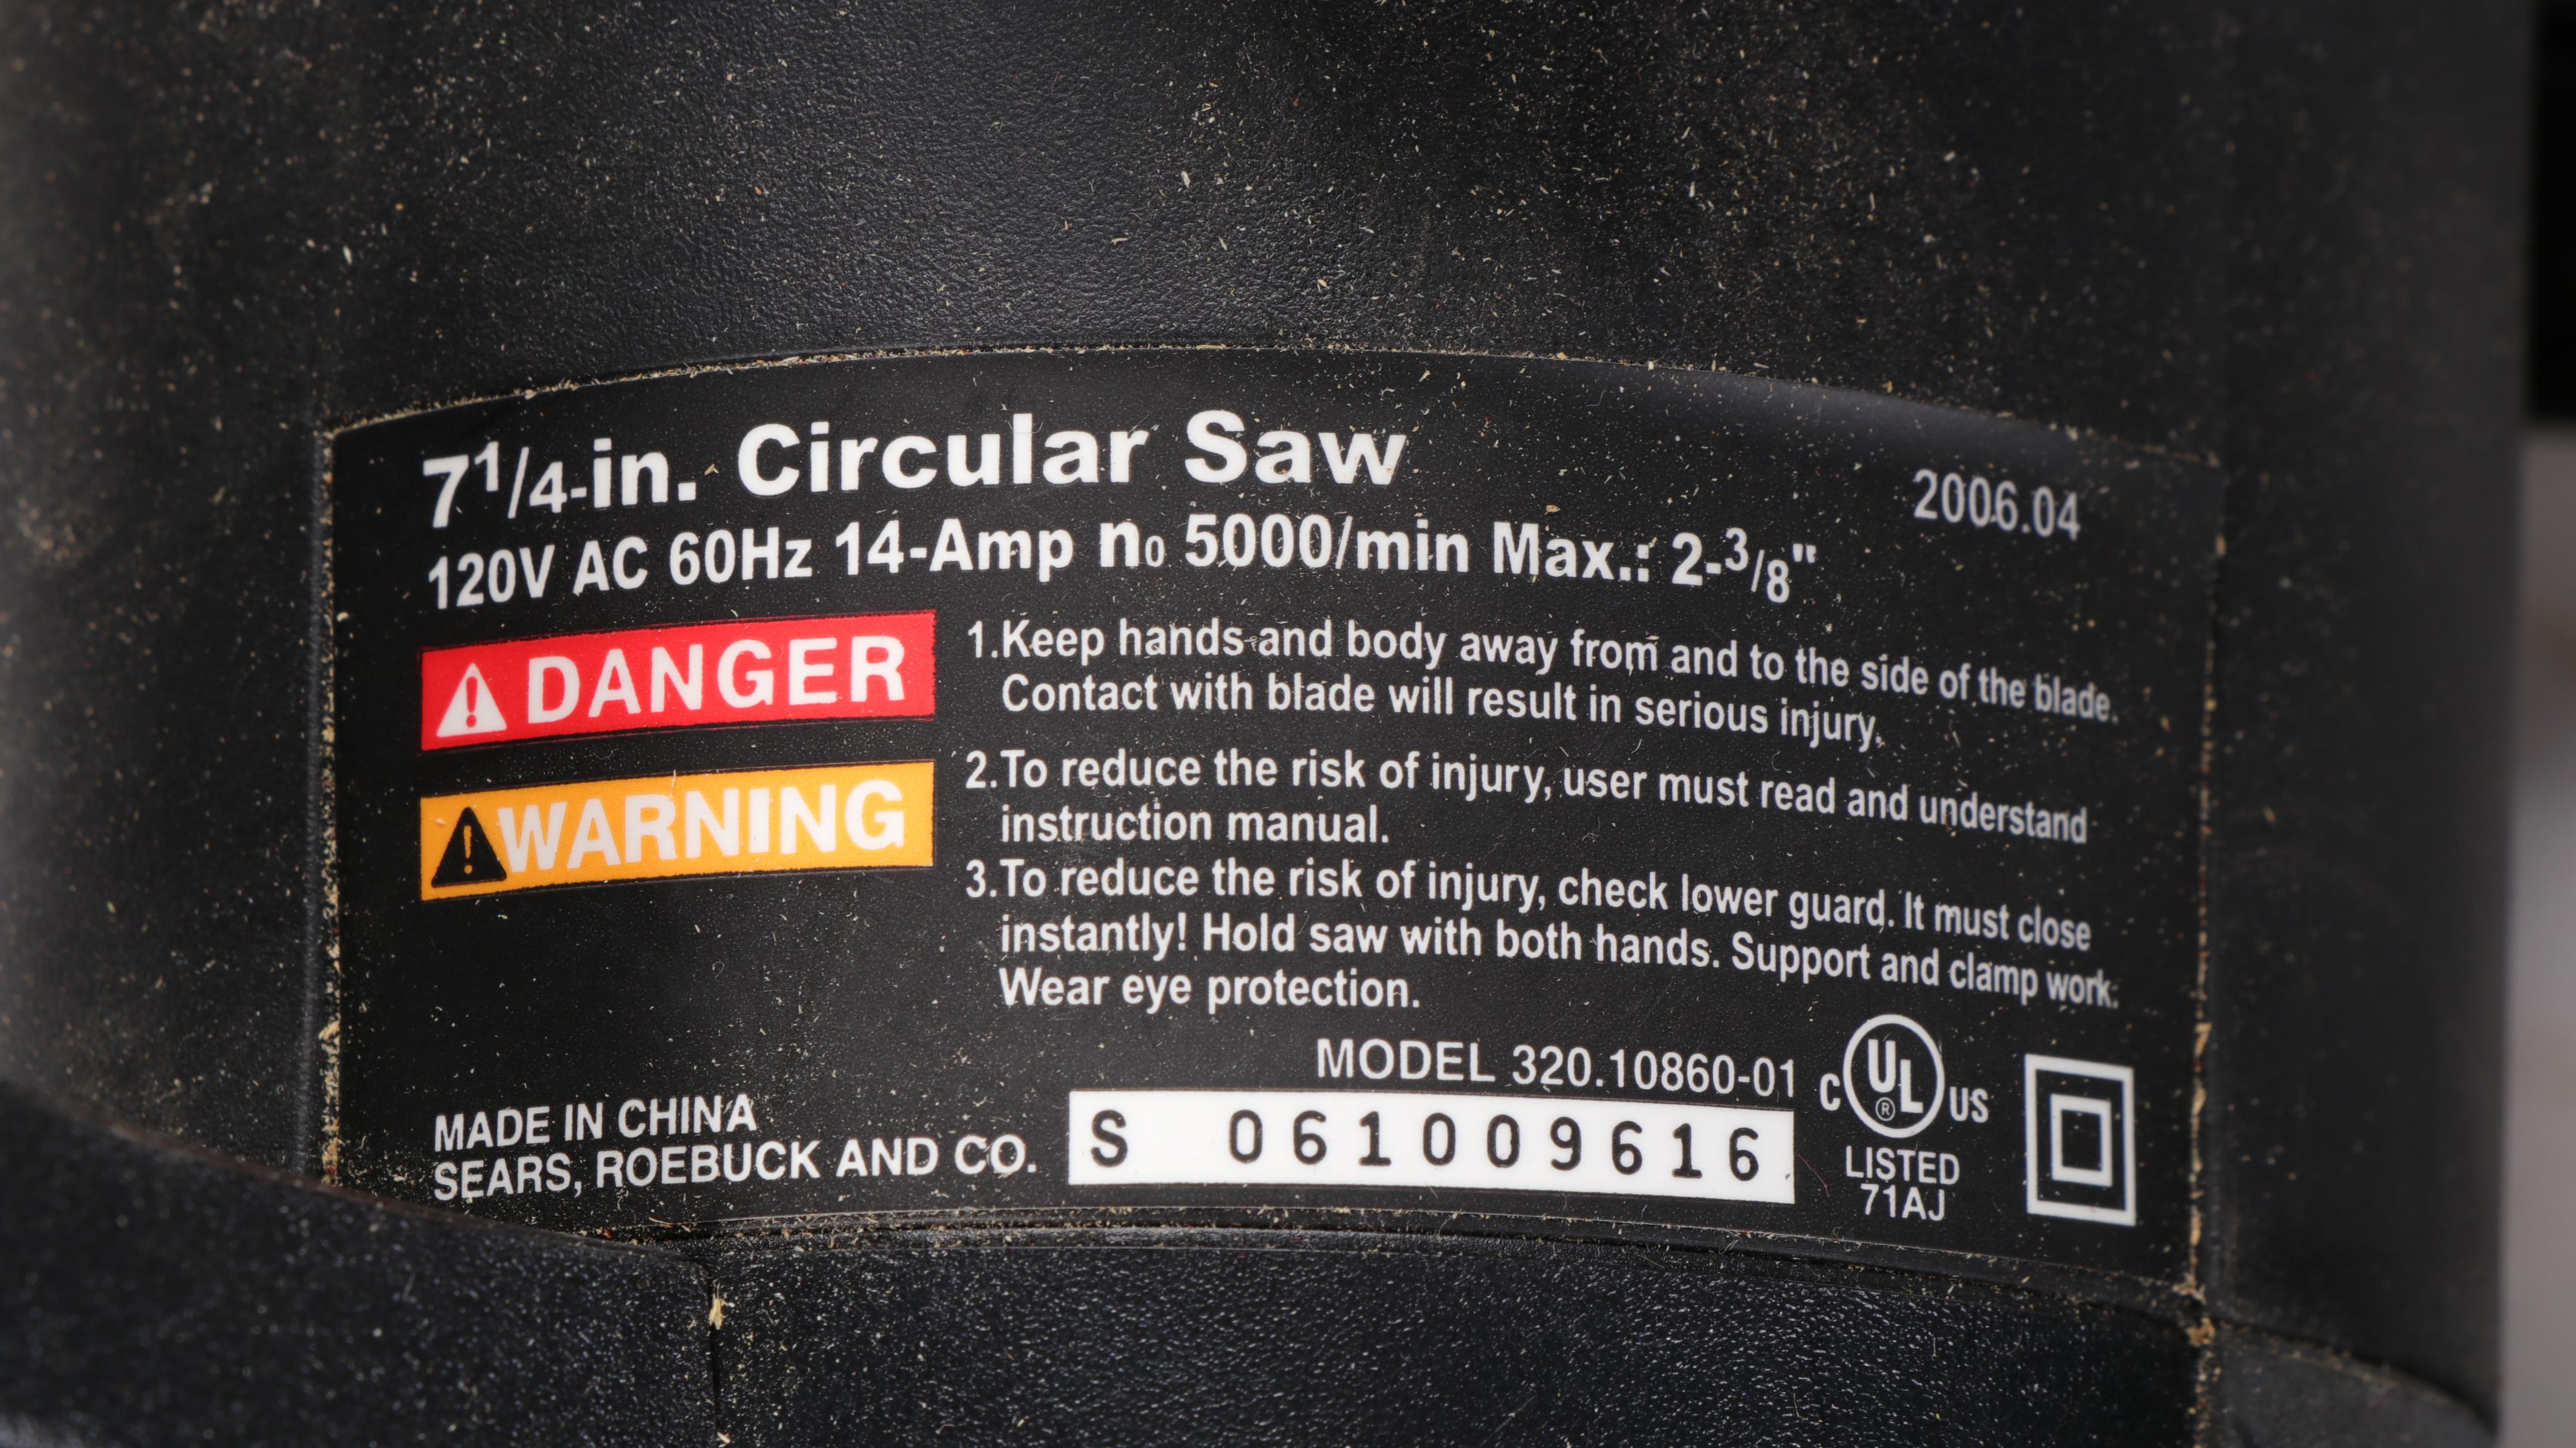 7 1/4-in. Circular Saw
2006.04
120V AC 60Hz 14-Amp n₀ 5000/min Max.: 2-3/8"
DANGER
1.Keep hands and body away from and to the side of the blade.
Contact with blade will result in serious injury.
WARNING
2.To reduce the risk of injury, user must read and understand
instruction manual.
3.To reduce the risk of injury, check lower guard. It must close
instantly! Hold saw with both hands. Support and clamp work.
Wear eye protection.
MODEL 320.10860-01
MADE IN CHINA
SEARS, ROEBUCK AND CO.
S 061009616
C UL ® US
LISTED
71AJ